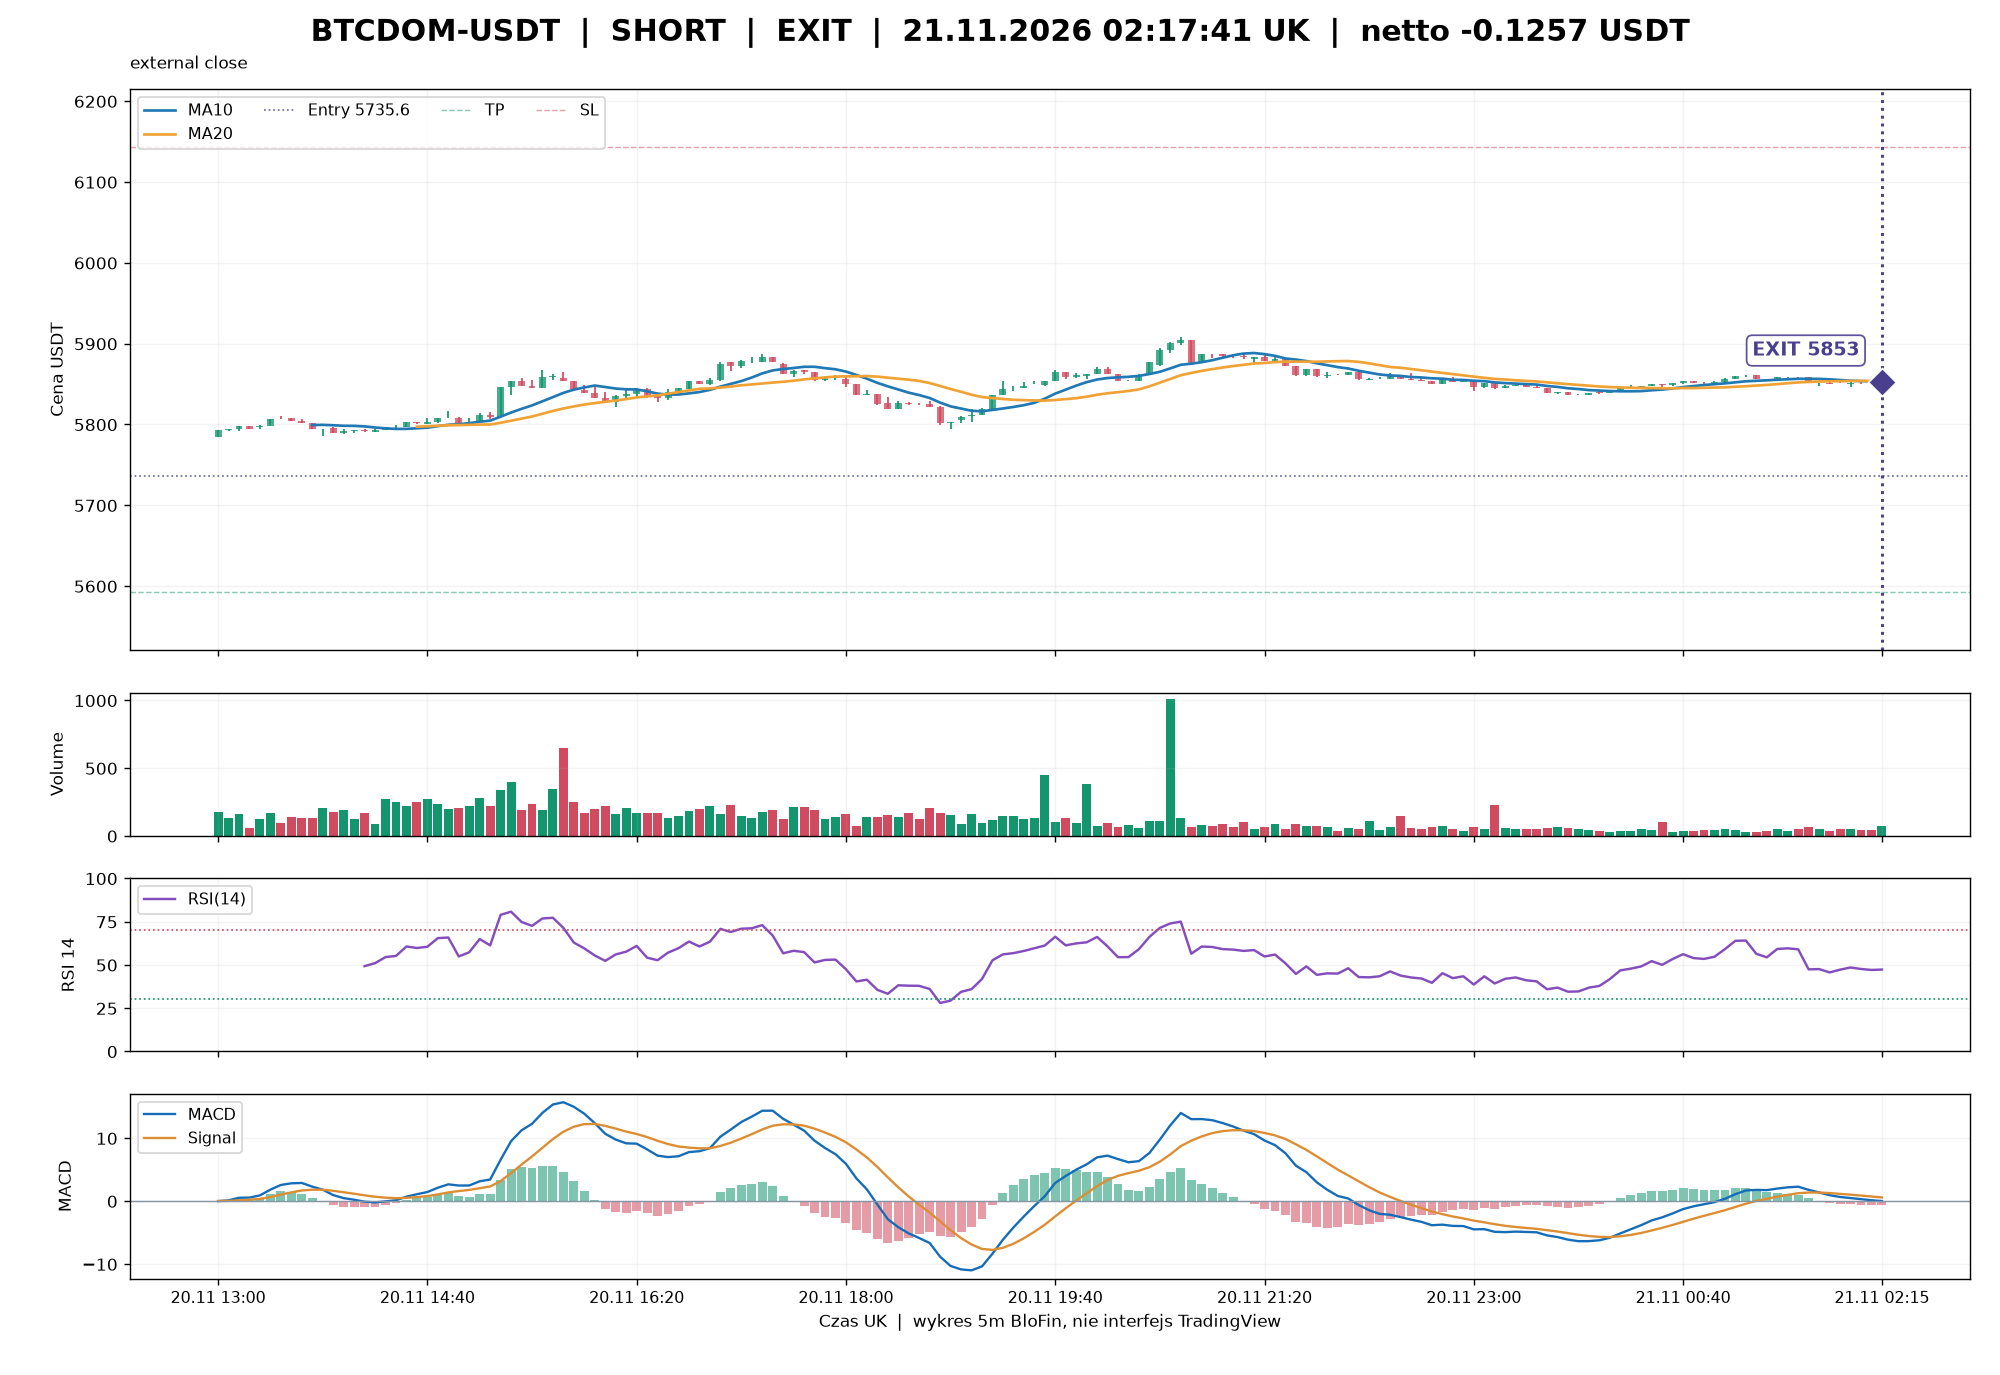 BTCDOM-USDT | SHORT | EXIT | 21.11.2026 02:17:41 UK | netto -0.1257 USDT
external close
MA10 Entry 5735.6 TP SL
MA20
Cena USDT
6200
6100
6000
5900
5800
5700
5600
EXIT 5853
Volume
1000
500
0
RSI 14
100
75
50
25
0
RSI(14)
MACD
10
0
−10
MACD
Signal
20.11 13:00 20.11 14:40 20.11 16:20 20.11 18:00 20.11 19:40 20.11 21:20 20.11 23:00 21.11 00:40 21.11 02:15
Czas UK | wykres 5m BloFin, nie interfejs TradingView